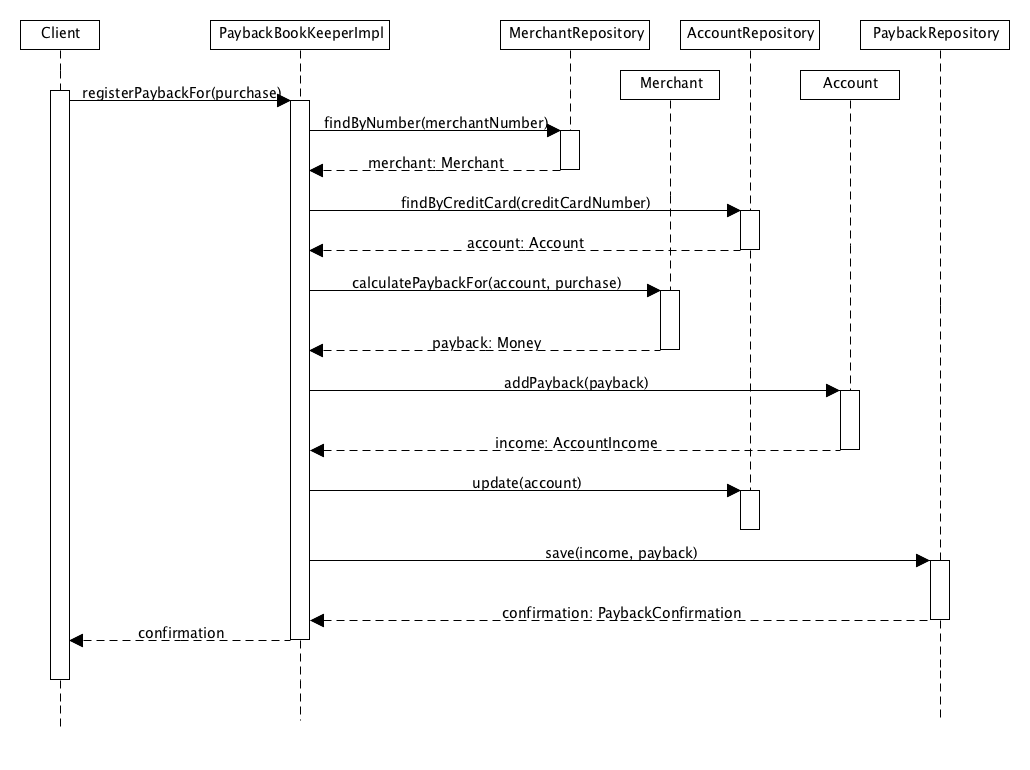 Client
PaybackBookKeeperImpl
MerchantRepository
AccountRepository
PaybackRepository
Merchant
Account
registerPaybackFor(purchase)
findByNumber(merchantNumber)
merchant: Merchant
findByCreditCard(creditCardNumber)
account: Account
calculatePaybackFor(account, purchase)
payback: Money
addPayback(payback)
income: AccountIncome
update(account)
save(income, payback)
confirmation: PaybackConfirmation
confirmation